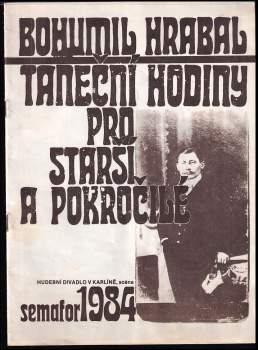 BOHUMIL HRABAL
TANEČNÍ HODINY
PRO
STARŠÍ
A POKROČILÉ
HUDEBNÍ DIVADLO V KARLÍNĚ, scéna
semafor 1984